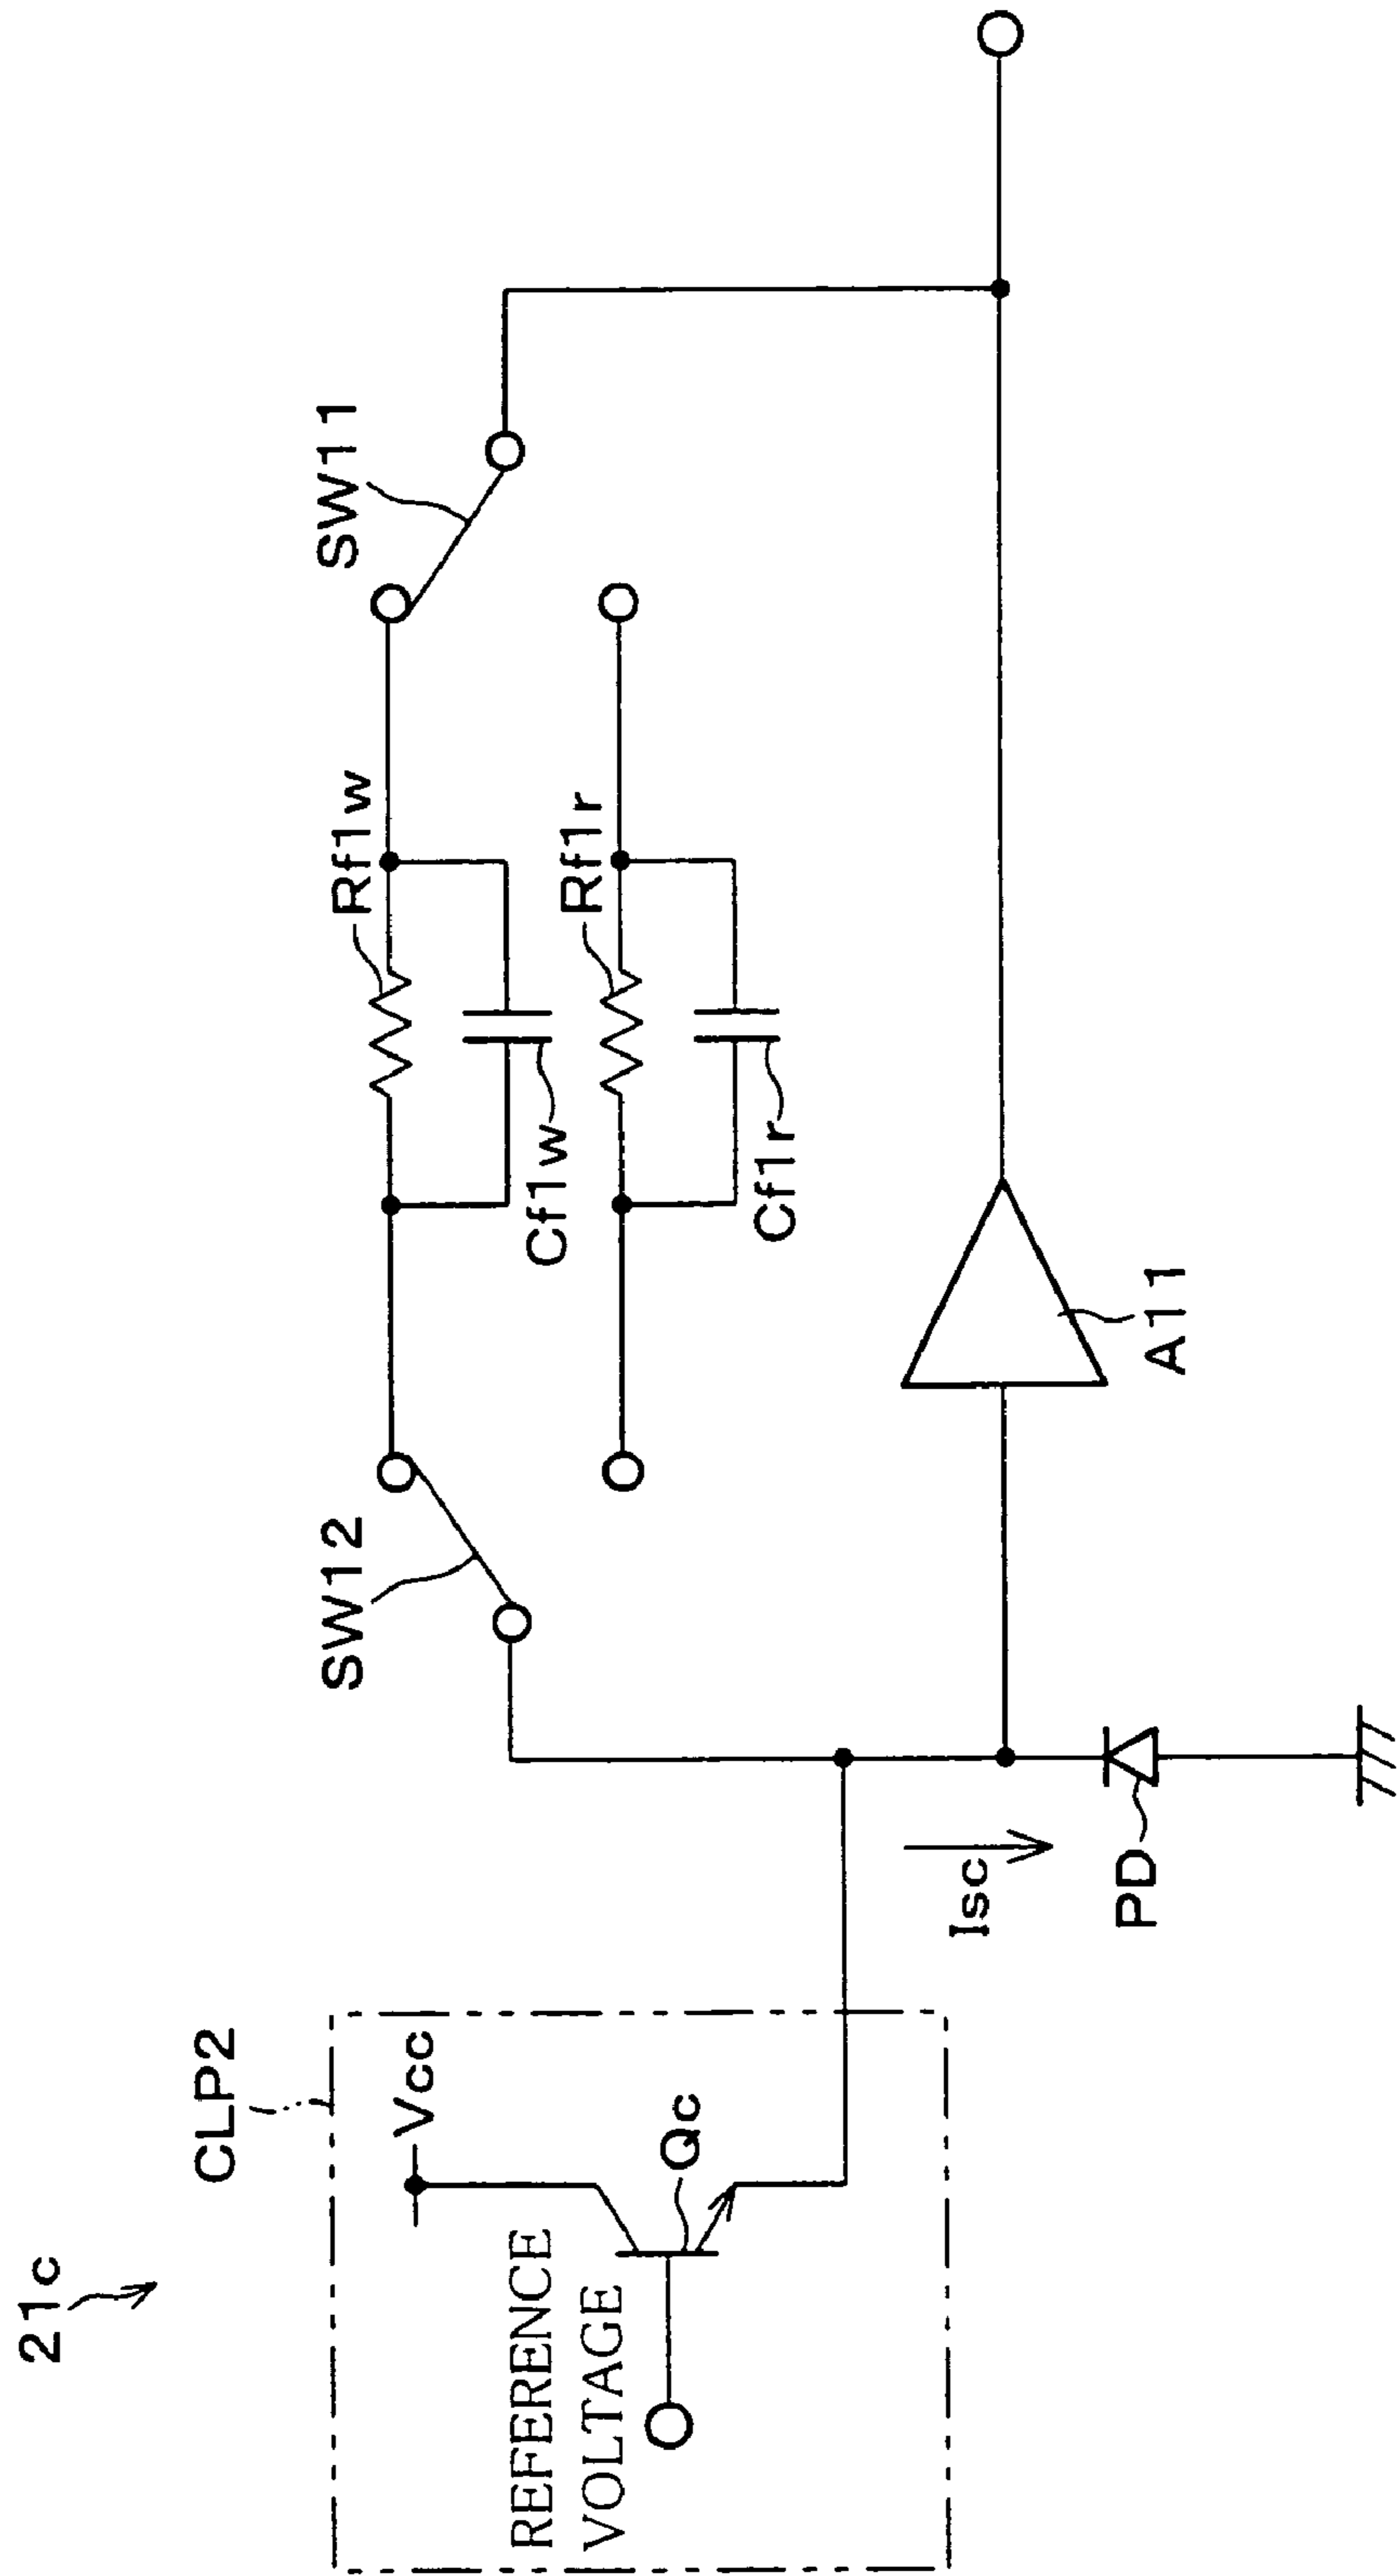 21c
CLP2
Vcc
REFERENCE
VOLTAGE
Qc
SW12
SW11
Rf1w
Cf1w
Rf1r
Cf1r
Isc
PD
A11